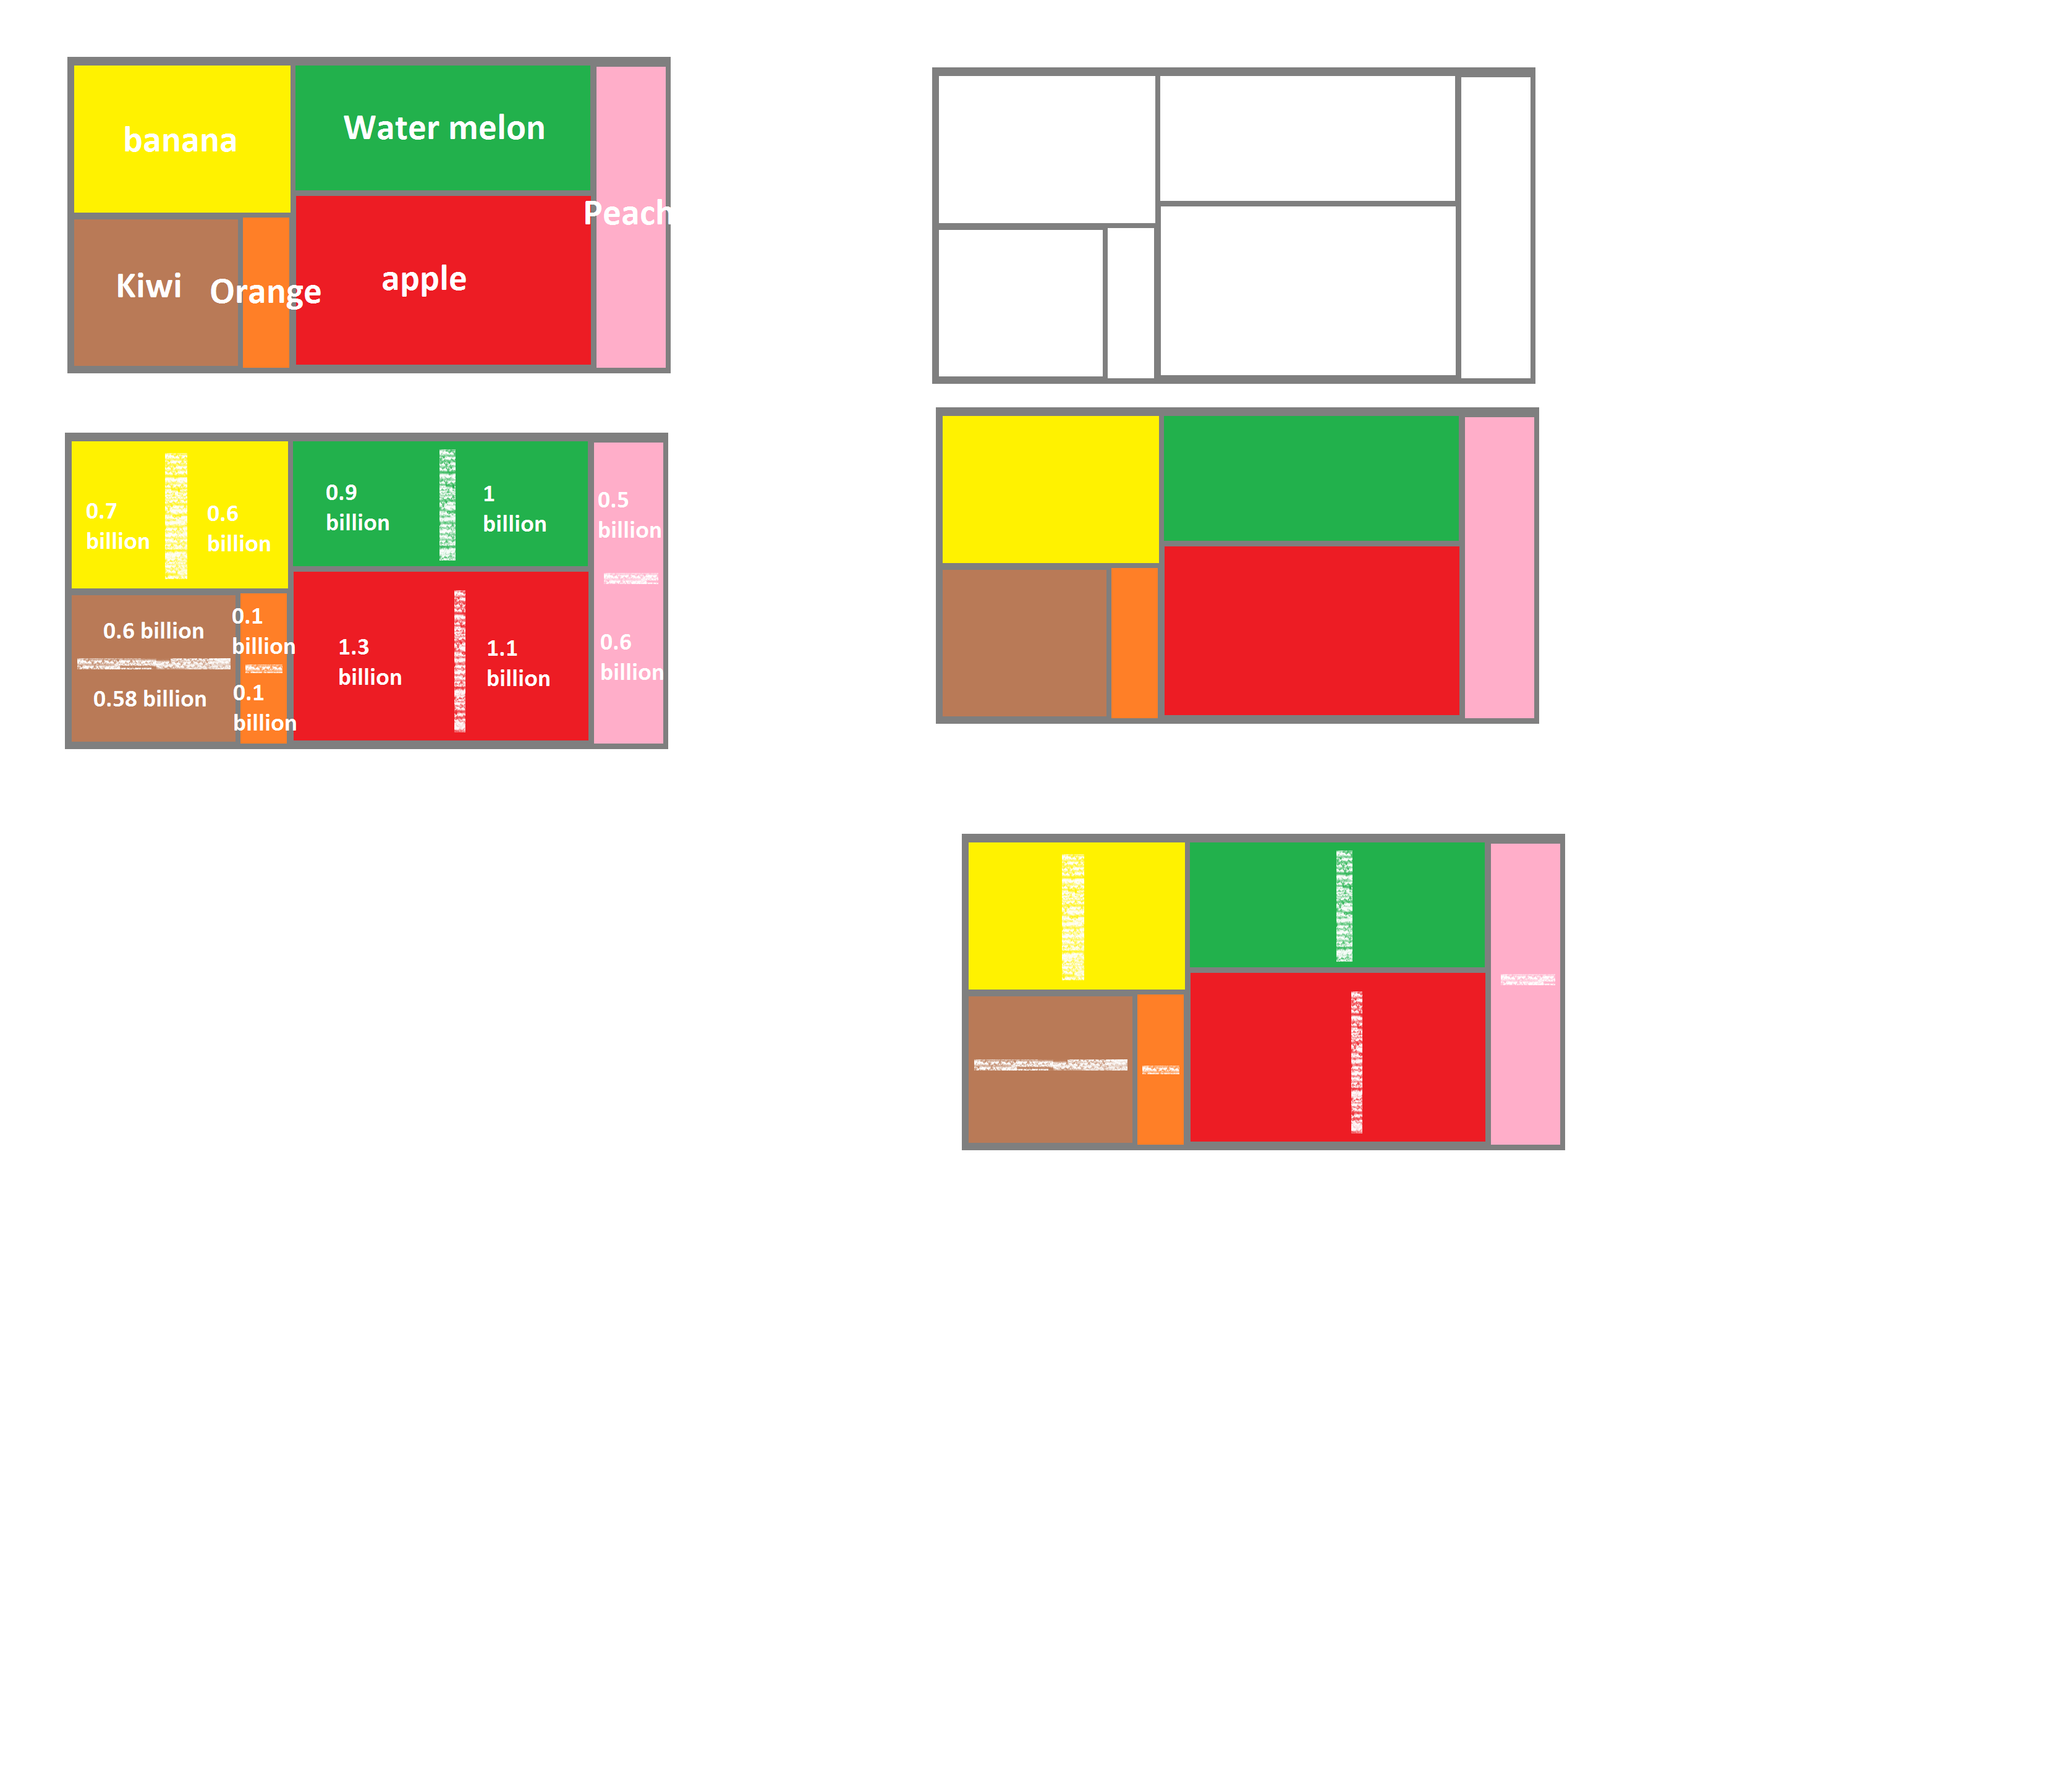 banana
Water melon
Peach
Kiwi
Orange
apple
0.7
billion
0.6
billion
0.9
billion
1
billion
0.5
billion
0.6 billion
0.58 billion
0.1
billion
0.1
billion
1.3
billion
1.1
billion
0.6
billion